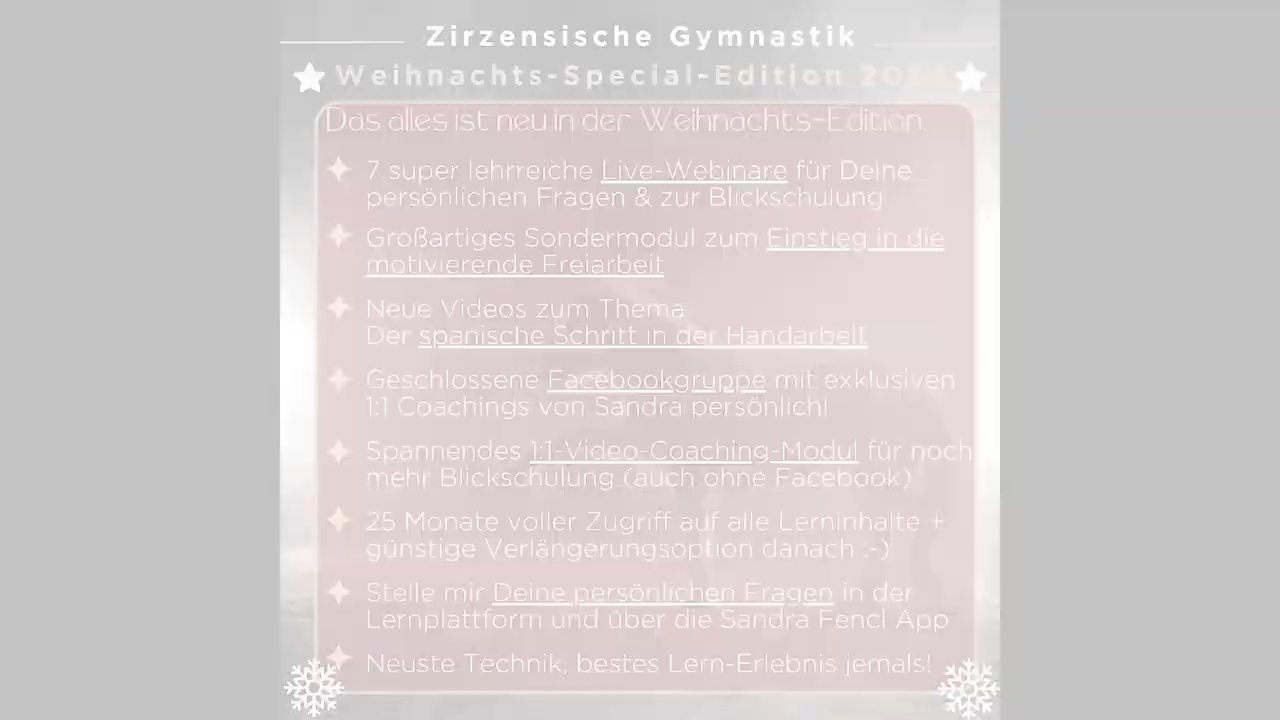 Zirzensische Gymnastik
Weihnachts-Special-Edition
Das alles ist neu in der Weihnachts-Edition
7 super lehrreiche Live-Webinare für Deine
persönlichen Fragen & zur Blickschulung
Großartiges Sondermodul zum Einstieg in die
motivierende Freiarbeit
Neue Videos zum Thema
Der spanische Schritt in der Handarbeit
Geschlossene Facebookgruppe mit exklusiven
1:1 Coachings von Sandra persönlich!
Spannendes 1:1-Video-Coaching-Modul für noch
mehr Blickschulung (auch ohne Facebook)
25 Monate voller Zugriff auf alle Lerninhalte +
günstige Verlängerungsoption danach :-)
Stelle mir Deine persönlichen Fragen in der
Lernplattform und über die Sandra Fencl App
Neuste Technik, bestes Lern-Erlebnis jemals!